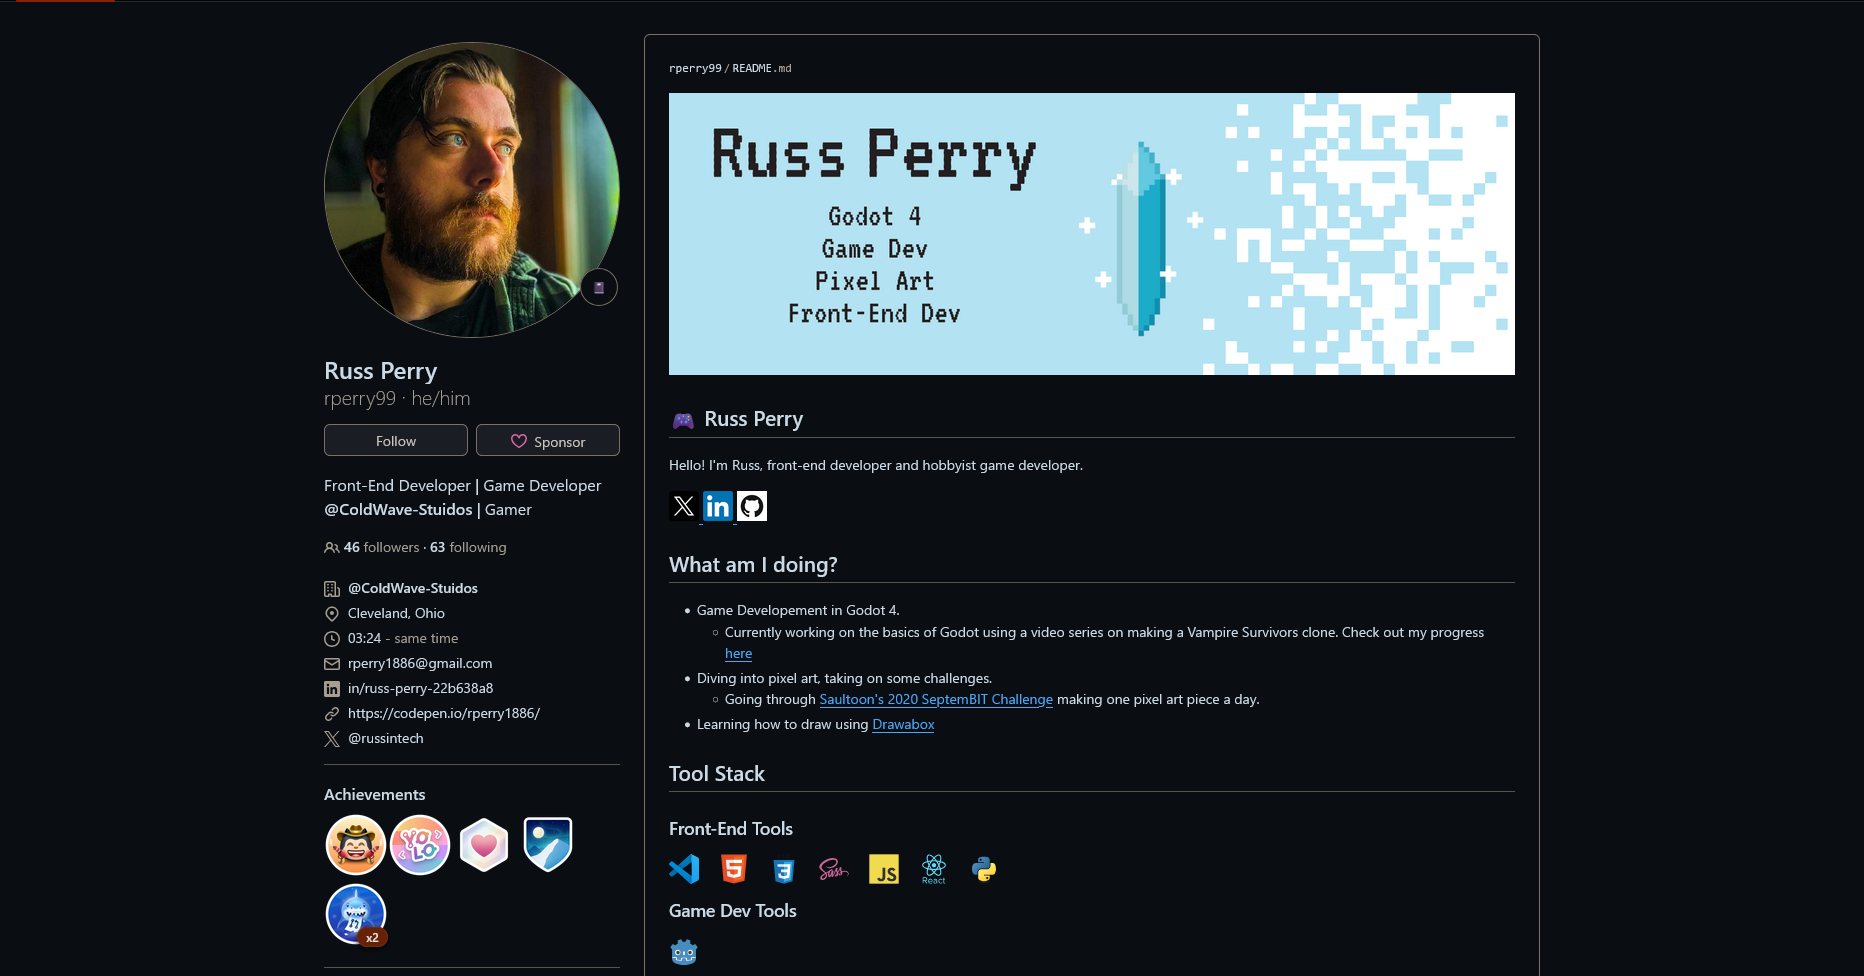 Russ Perry
rperry99 · he/him
Follow
Sponsor
Front-End Developer | Game Developer
@ColdWave-Stuidos | Gamer
46 followers · 63 following
@ColdWave-Stuidos
Cleveland, Ohio
03:24 - same time
rperry1886@gmail.com
in/russ-perry-22b638a8
https://codepen.io/rperry1886/
@russintech
Achievements
YOLO
x2
rperry99/README.md
Russ Perry
Godot 4
Game Dev
Pixel Art
Front-End Dev
Russ Perry
Hello! I'm Russ, front-end developer and hobbyist game developer.
X in
What am I doing?
Game Developement in Godot 4.
Currently working on the basics of Godot using a video series on making a Vampire Survivors clone. Check out my progress
here
Diving into pixel art, taking on some challenges.
Going through Saultoon's 2020 SeptemBIT Challenge making one pixel art piece a day.
Learning how to draw using Drawabox
Tool Stack
Front-End Tools
5 3 Sass JS React
Game Dev Tools